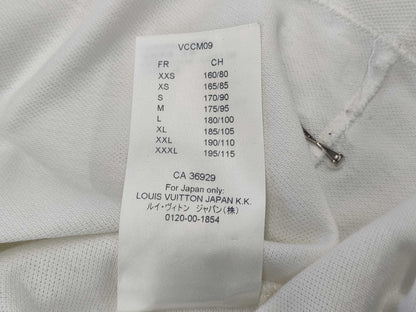 VCCM09
FR CH
XXS 160/80
XS 165/85
S 170/90
M 175/95
L 180/100
XL 185/105
XXL 190/110
XXXL 195/115
CA 36929
For Japan only:
LOUIS VUITTON JAPAN K.K.
ルイ・ヴィトン ジャパン(株)
0120-00-1854